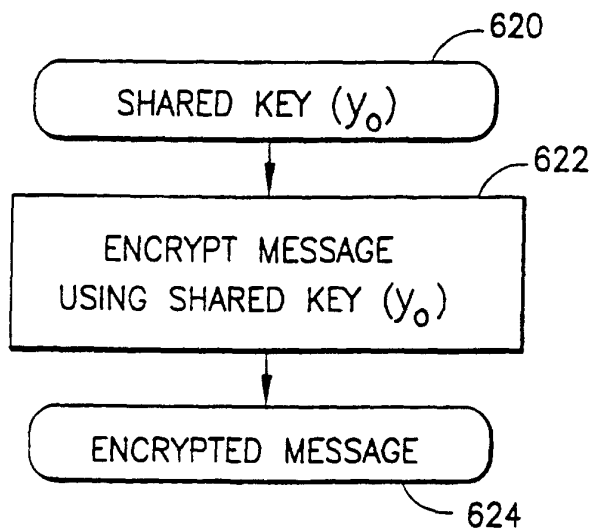 620
SHARED KEY (y₀)
622
ENCRYPT MESSAGE
USING SHARED KEY (y₀)
ENCRYPTED MESSAGE
624